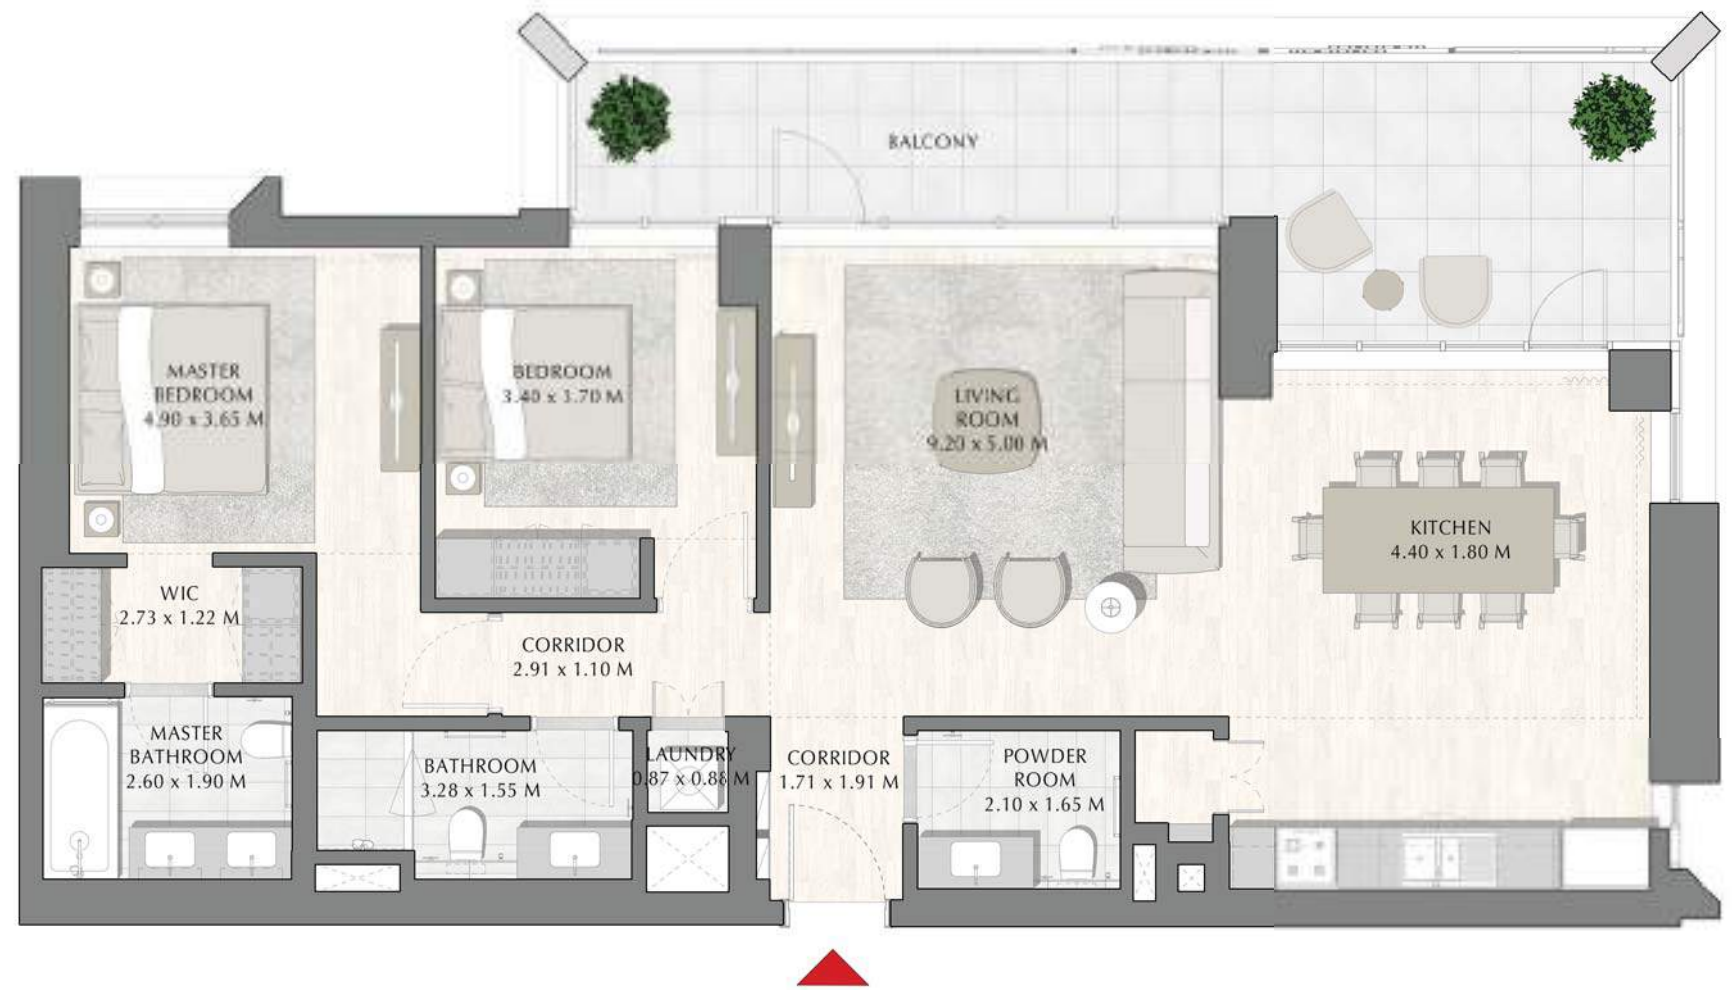 BALCONY
MASTER
BEDROOM
4.90 x 3.65 M
BEDROOM
3.40 x 3.70 M
LIVING
ROOM
9.20 x 5.00 M
KITCHEN
4.40 x 1.80 M
WIC
2.73 x 1.22 M
CORRIDOR
2.91 x 1.10 M
MASTER
BATHROOM
2.60 x 1.90 M
BATHROOM
3.28 x 1.55 M
LAUNDRY
0.87 x 0.88 M
CORRIDOR
1.71 x 1.91 M
POWDER
ROOM
2.10 x 1.65 M